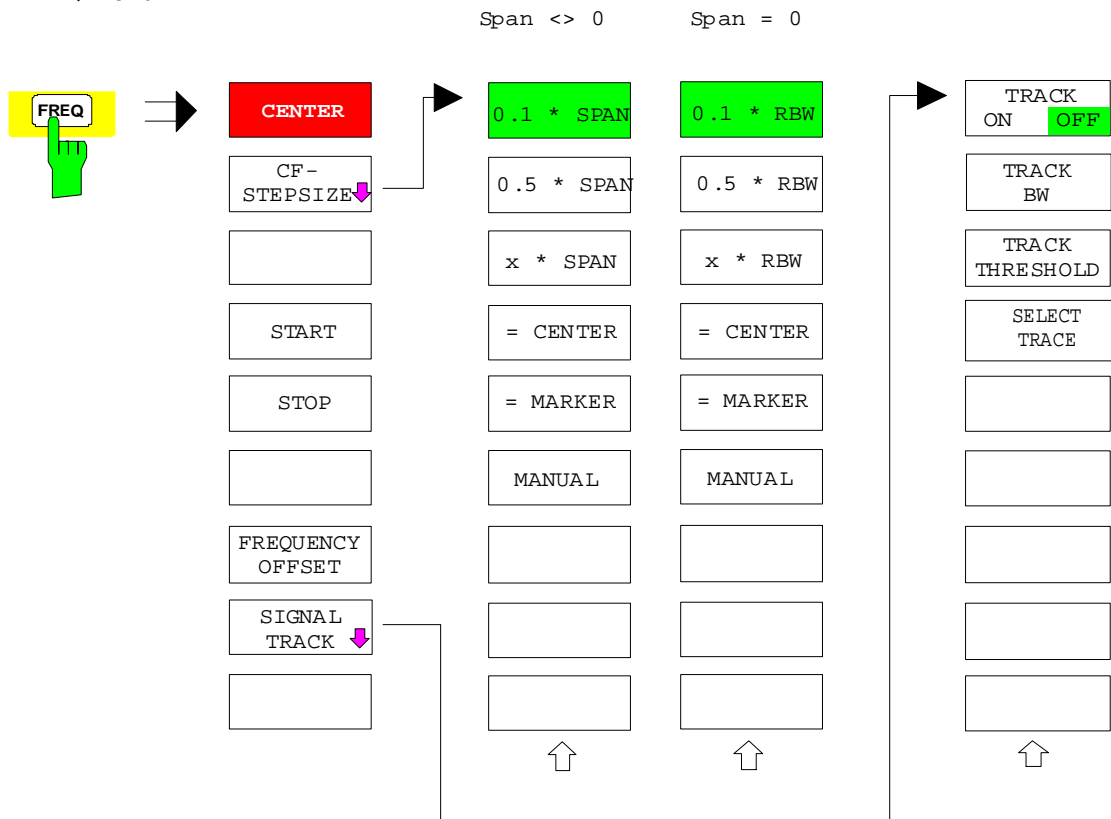 Span <> 0
Span = 0
FREQ
CENTER
CF-
STEPSIZE
START
STOP
FREQUENCY
OFFSET
SIGNAL
TRACK
0.1 * SPAN
0.5 * SPAN
x * SPAN
= CENTER
= MARKER
MANUAL
0.1 * RBW
0.5 * RBW
x * RBW
= CENTER
= MARKER
MANUAL
TRACK
ON OFF
TRACK
BW
TRACK
THRESHOLD
SELECT
TRACE